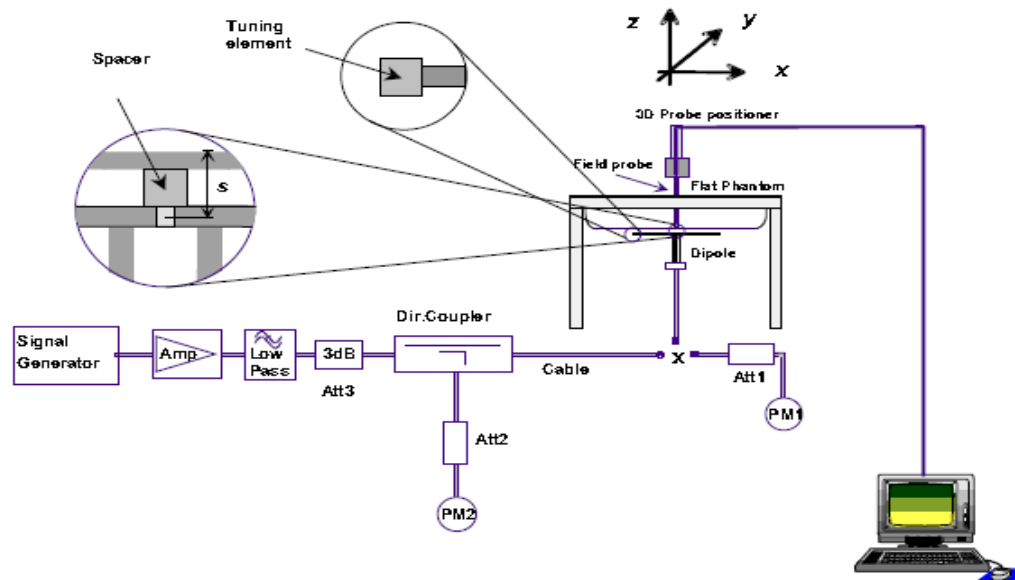 Tuning
element
Spacer
s
z
y
x
3D Probe positioner
Field probe
Flat Phantom
Dipole
Dir.Coupler
Signal
Generator
Amp
Low
Pass
3dB
Att3
Cable
x
Att1
PM1
Att2
PM2